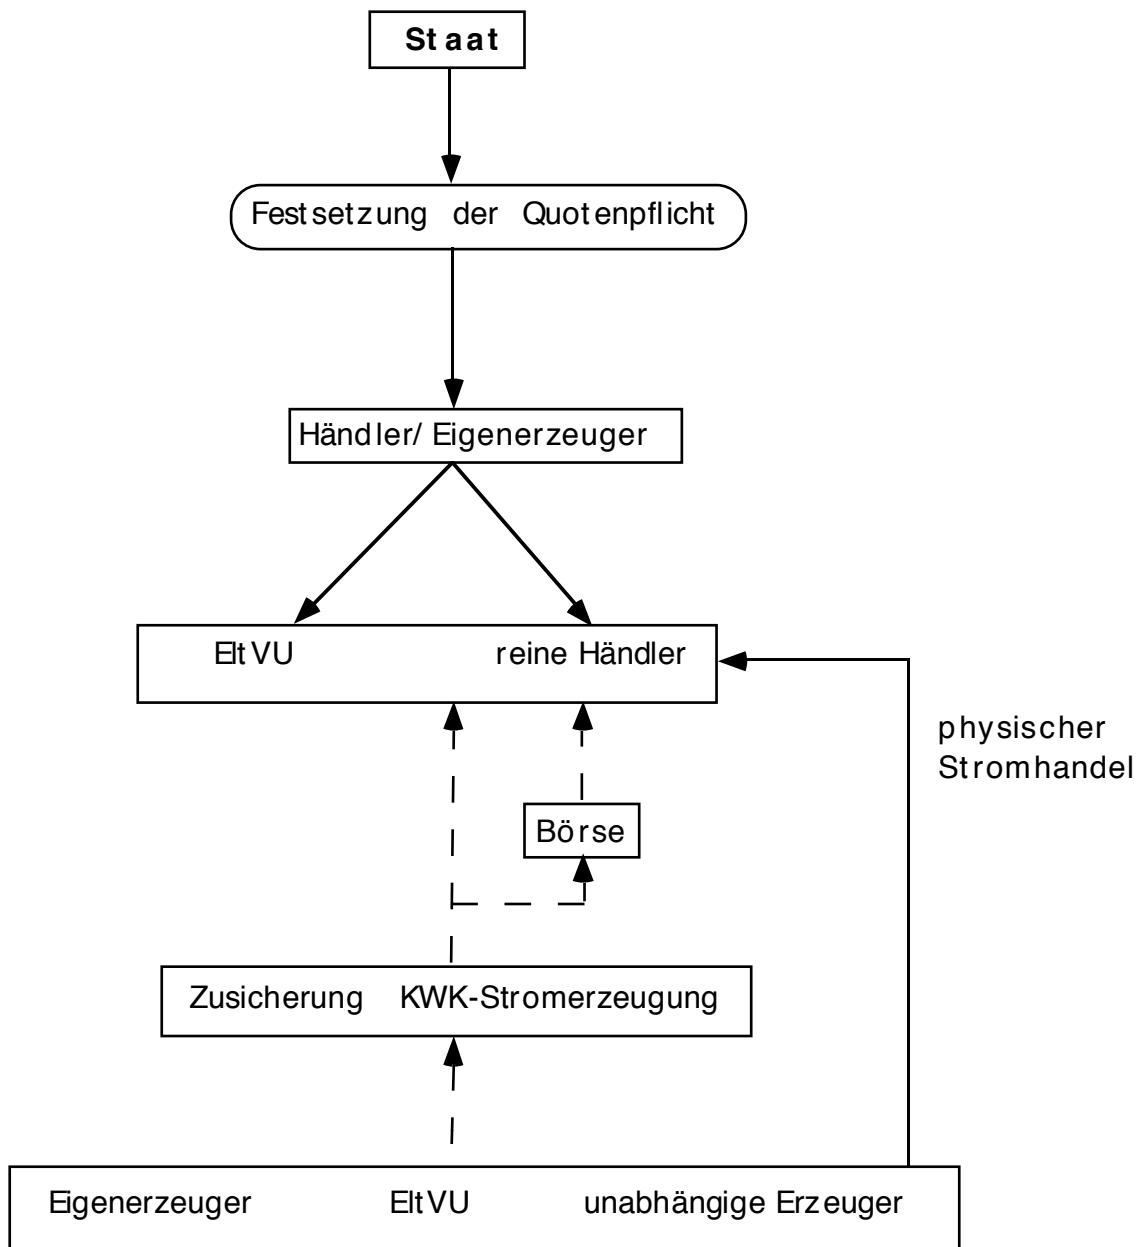 Staat
Festsetzung der Quotenpflicht
Händler/ Eigenerzeuger
EltVU reine Händler
physischer
Stromhandel
Börse
Zusicherung KWK-Stromerzeugung
Eigenerzeuger EltVU unabhängige Erzeuger